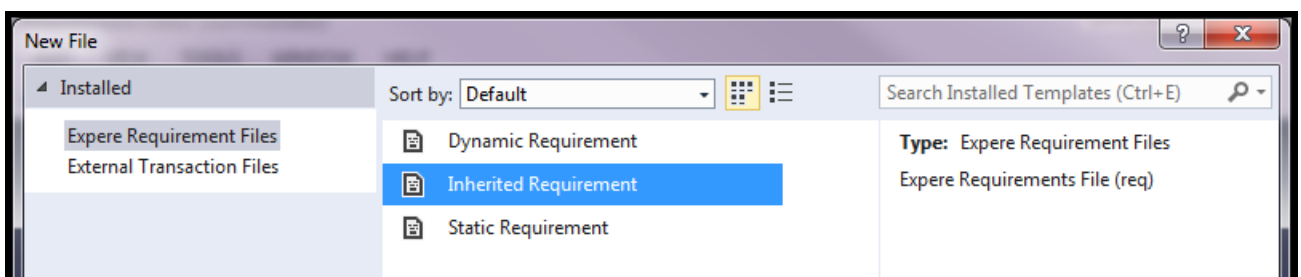 New File
Installed
Sort by: Default
Search Installed Templates (Ctrl+E)
Expere Requirement Files
External Transaction Files
Dynamic Requirement
Inherited Requirement
Static Requirement
Type: Expere Requirement Files
Expere Requirements File (req)